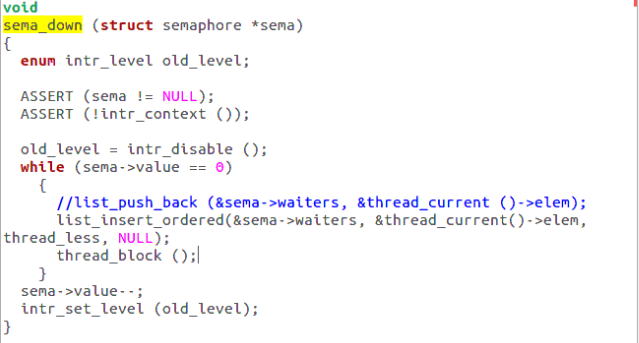 void
sema_down (struct semaphore *sema)
{
  enum intr_level old_level;

  ASSERT (sema != NULL);
  ASSERT (!intr_context ());

  old_level = intr_disable ();
  while (sema->value == 0)
    {
      //list_push_back (&sema->waiters, &thread_current ()->elem);
      list_insert_ordered(&sema->waiters, &thread_current()->elem,
thread_less, NULL);
      thread_block ();
    }
  sema->value--;
  intr_set_level (old_level);
}